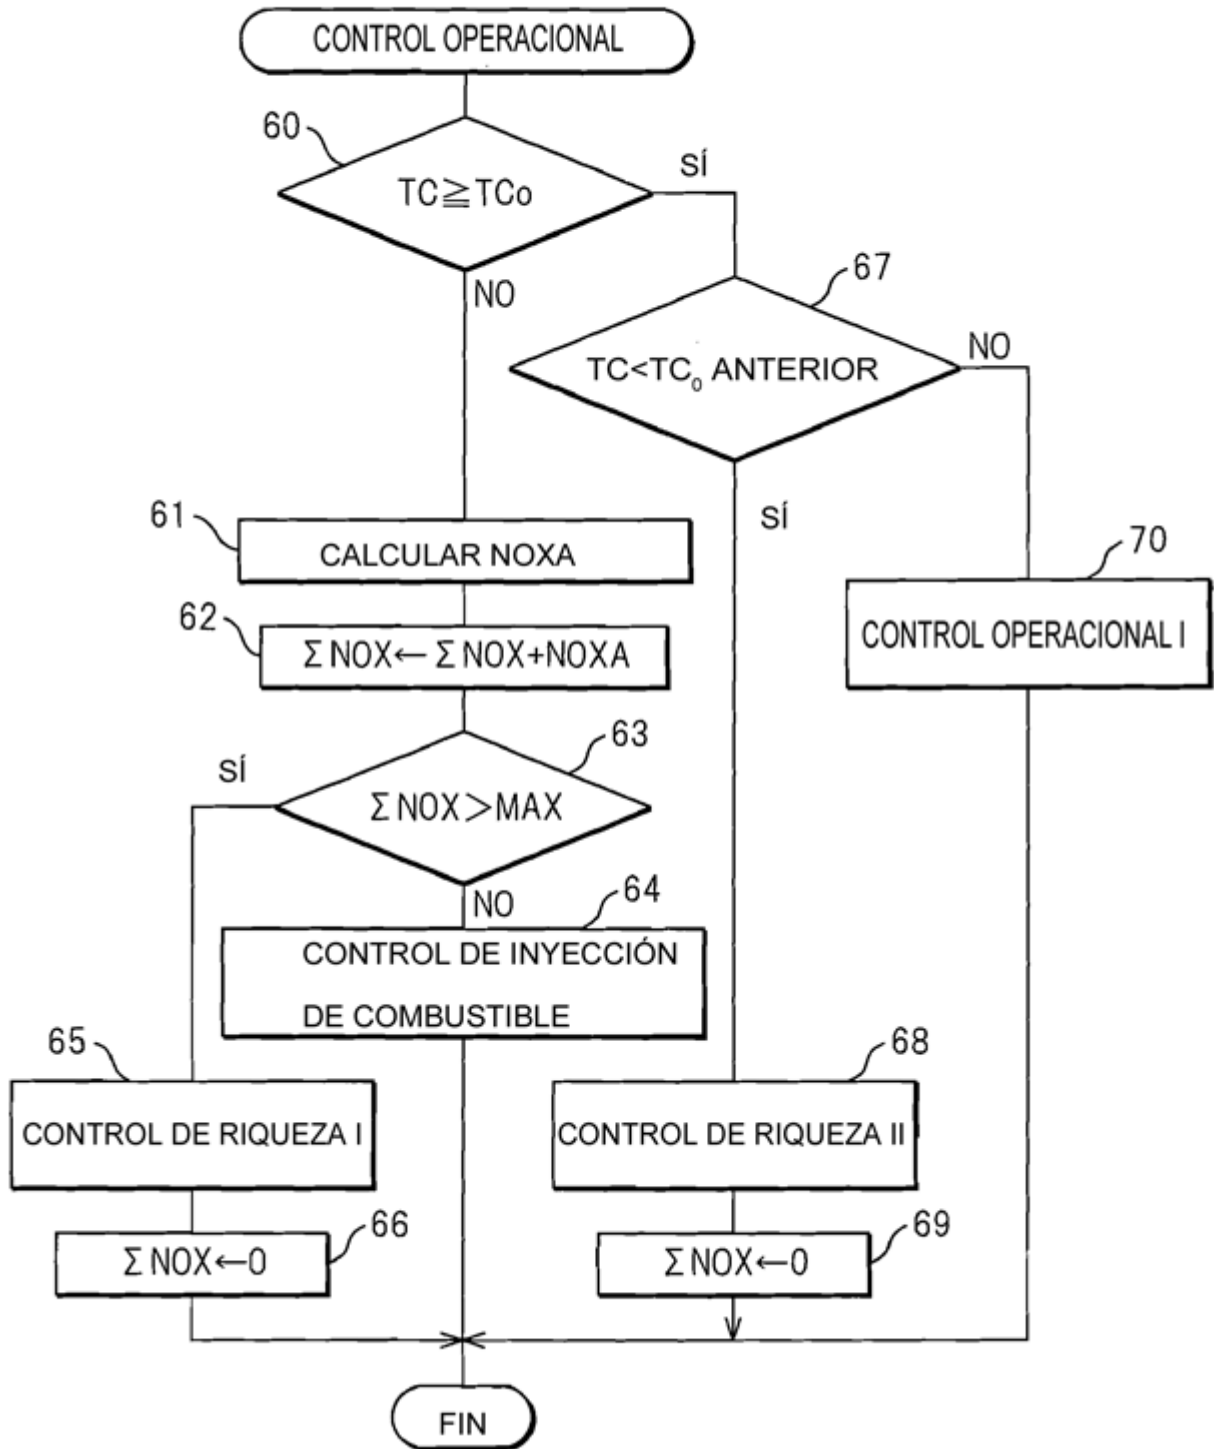 CONTROL OPERACIONAL
60
TC≧TCo
SÍ
NO
67
TC<TC₀ ANTERIOR
NO
SÍ
61
CALCULAR NOXA
62
Σ NOX← Σ NOX+NOXA
70
CONTROL OPERACIONAL I
63
SÍ
Σ NOX>MAX
NO
64
CONTROL DE INYECCIÓN
DE COMBUSTIBLE
65
CONTROL DE RIQUEZA I
68
CONTROL DE RIQUEZA II
66
Σ NOX←0
69
Σ NOX←0
FIN